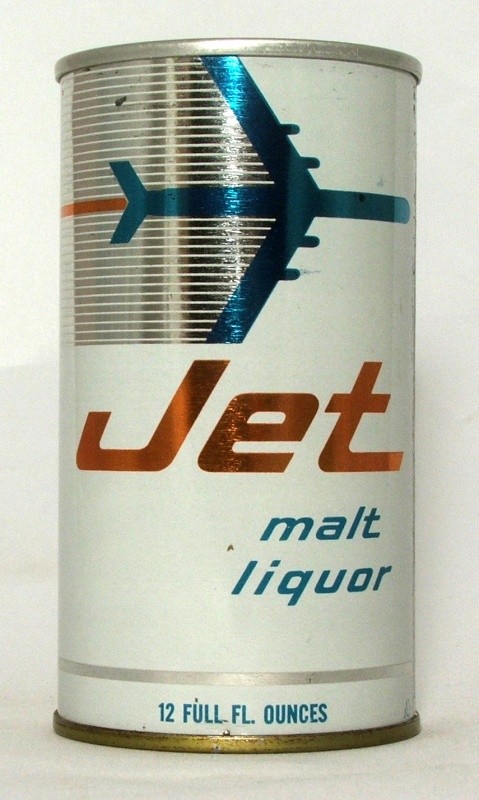 Jet
malt
liquor
12 FULL FL. OUNCES